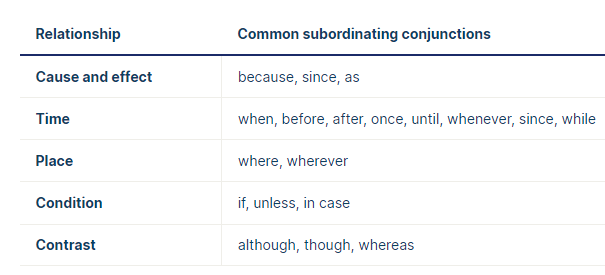 Relationship Common subordinating conjunctions
Cause and effect because, since, as
Time when, before, after, once, until, whenever, since, while
Place where, wherever
Condition if, unless, in case
Contrast although, though, whereas